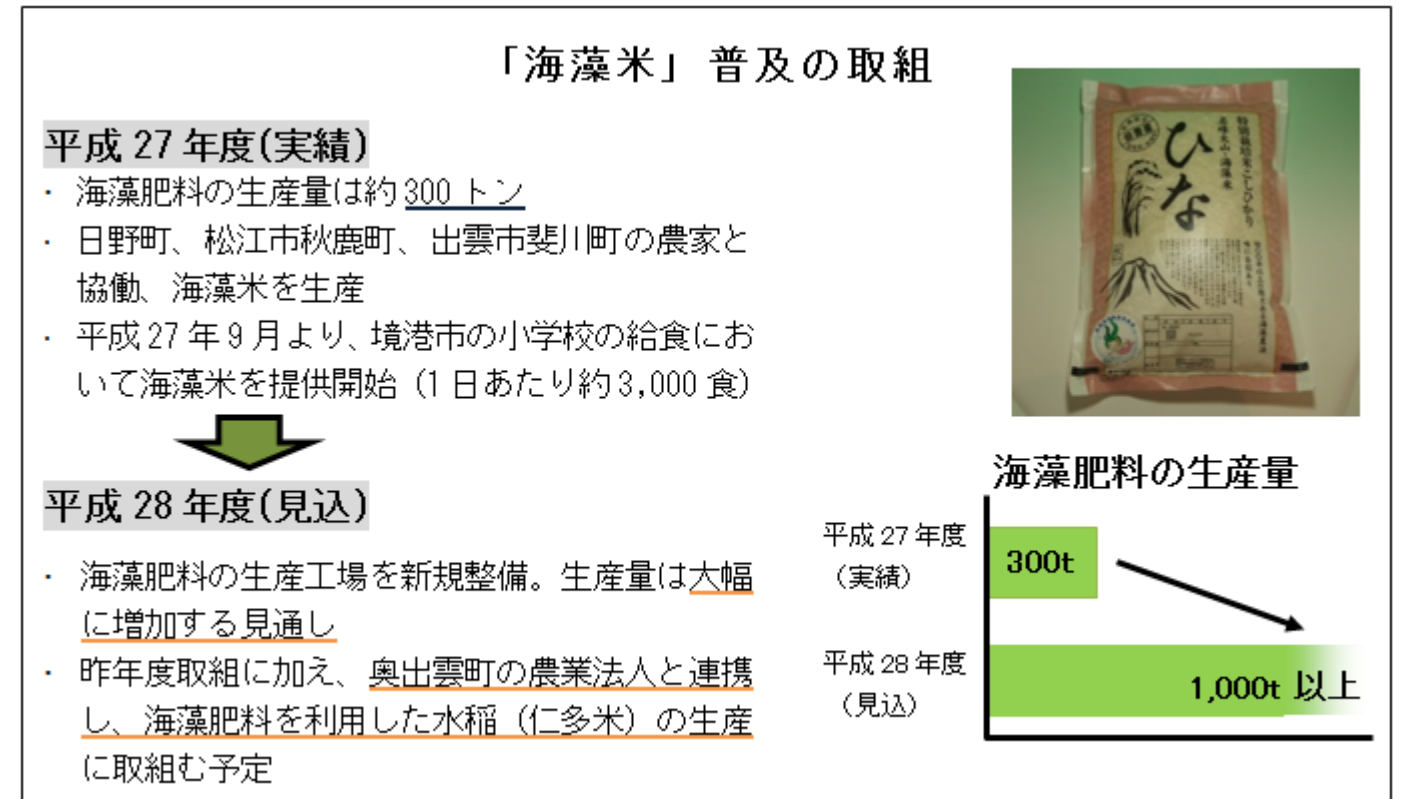 「海藻米」普及の取組
平成 27 年度(実績)
・ 海藻肥料の生産量は約 300 トン
・ 日野町、松江市秋鹿町、出雲市斐川町の農家と
協働、海藻米を生産
・ 平成 27 年 9 月より、境港市の小学校の給食にお
いて海藻米を提供開始（1 日あたり約 3,000 食）
平成 28 年度(見込)
・ 海藻肥料の生産工場を新規整備。生産量は大幅
に増加する見通し
・ 昨年度取組に加え、奥出雲町の農業法人と連携
し、海藻肥料を利用した水稲（仁多米）の生産
に取組む予定
特別栽培米こしひかり
ひな
海藻肥料の生産量
平成 27 年度
（実績）
300t
平成 28 年度
（見込）
1,000t 以上